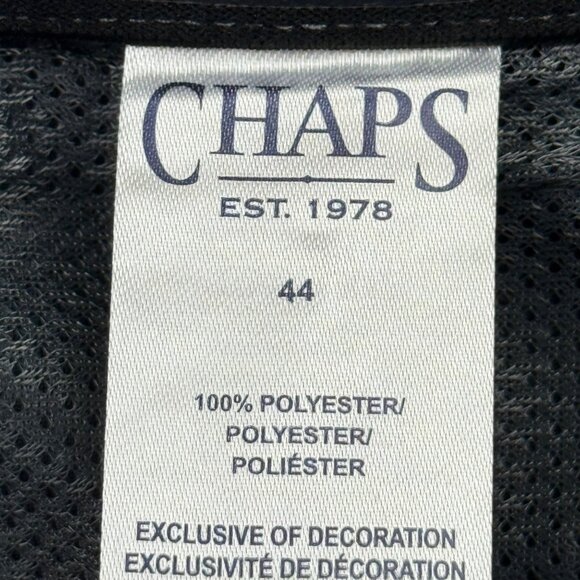 CHAPS
EST. 1978
44
100% POLYESTER/
POLYESTER/
POLIÉSTER
EXCLUSIVE OF DECORATION
EXCLUSIVITÉ DE DÉCORATION